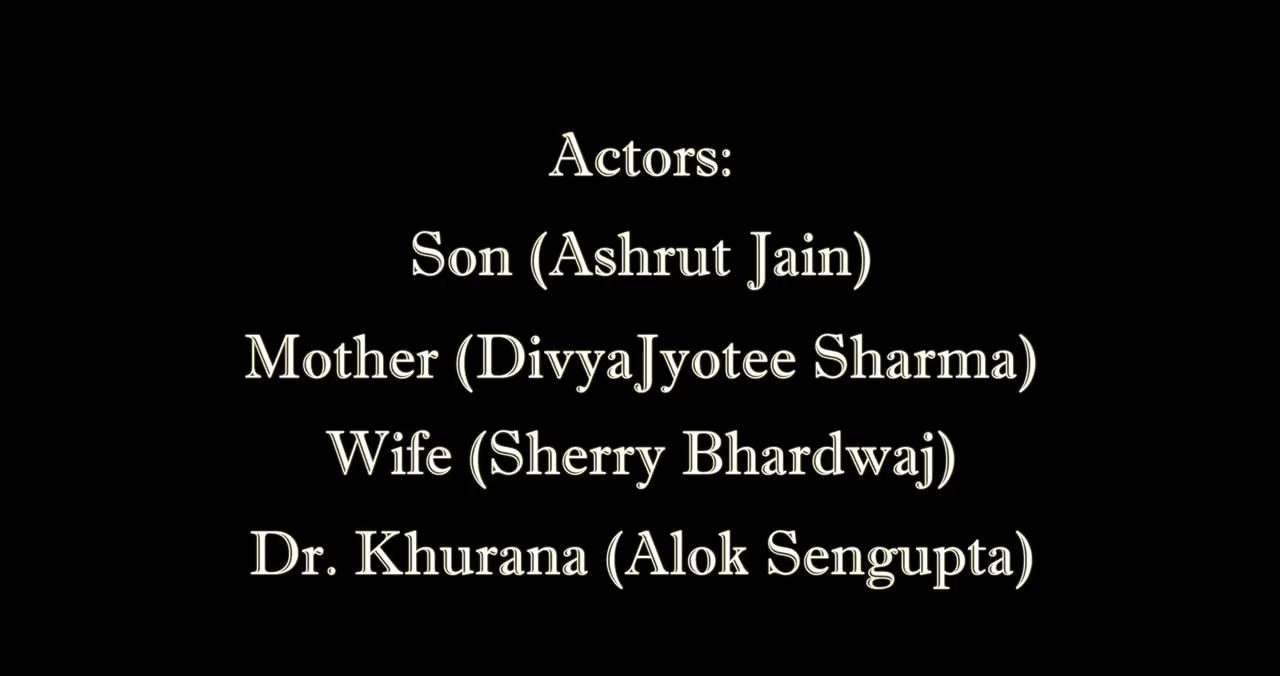 Actors:
Son (Ashrut Jain)
Mother (DivyaJyotee Sharma)
Wife (Sherry Bhardwaj)
Dr. Khurana (Alok Sengupta)